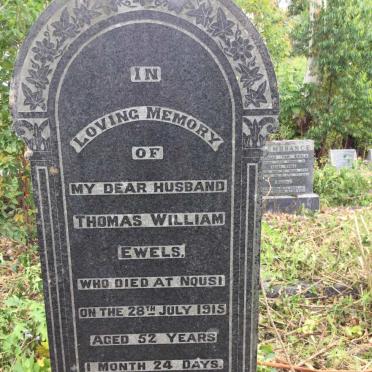 IN
LOVING MEMORY
OF
MY DEAR HUSBAND
THOMAS WILLIAM
EWELS.
WHO DIED AT NQUSI
ON THE 28TH JULY 1915
AGED 52 YEARS
1 MONTH 24 DAYS.